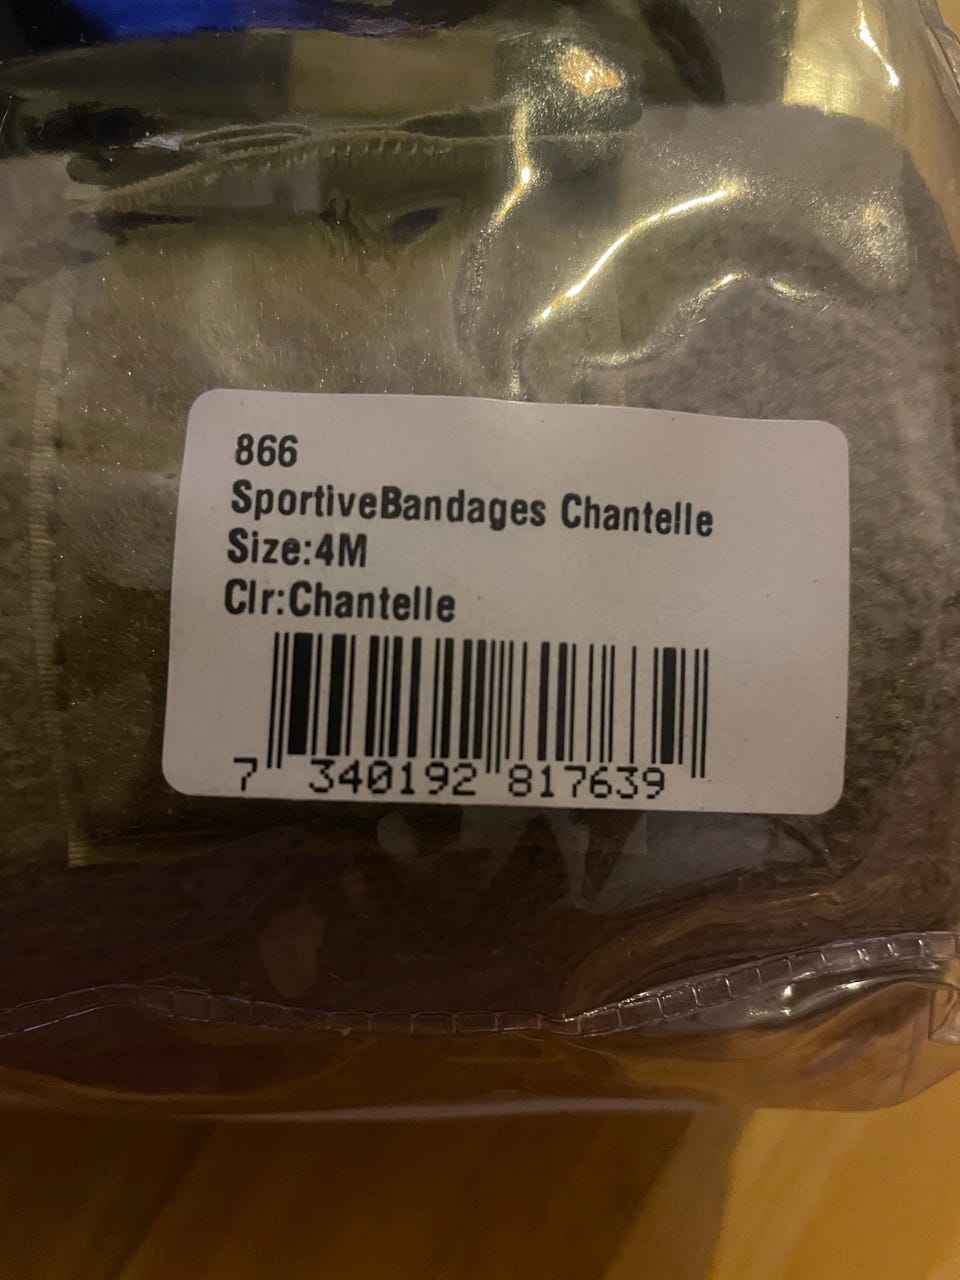 866
SportiveBandages Chantelle
Size:4M
Clr:Chantelle
7 340192 817639